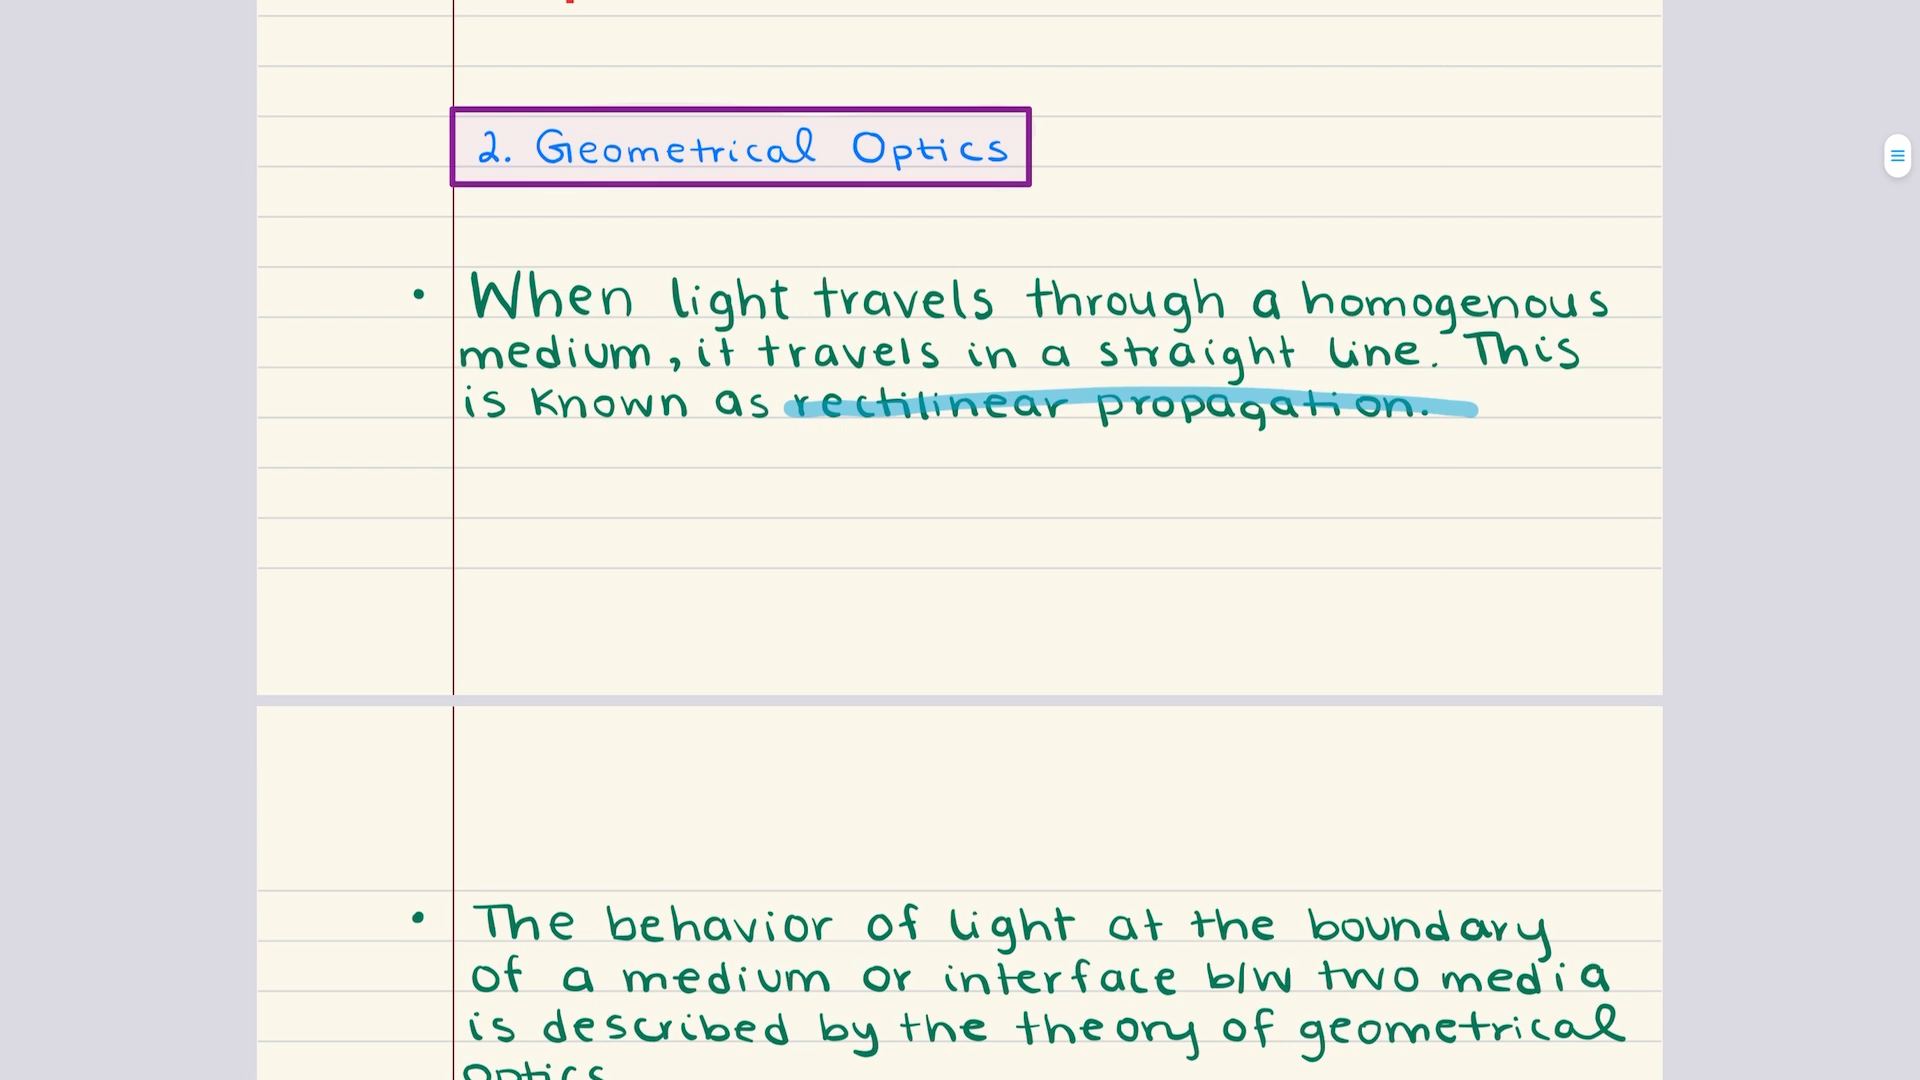 2. Geometrical Optics
• When light travels through a homogenous
medium, it travels in a straight line. This
is known as rectilinear propagation.
• The behavior of light at the boundary
of a medium or interface b/w two media
is described by the theory of geometrical
optics